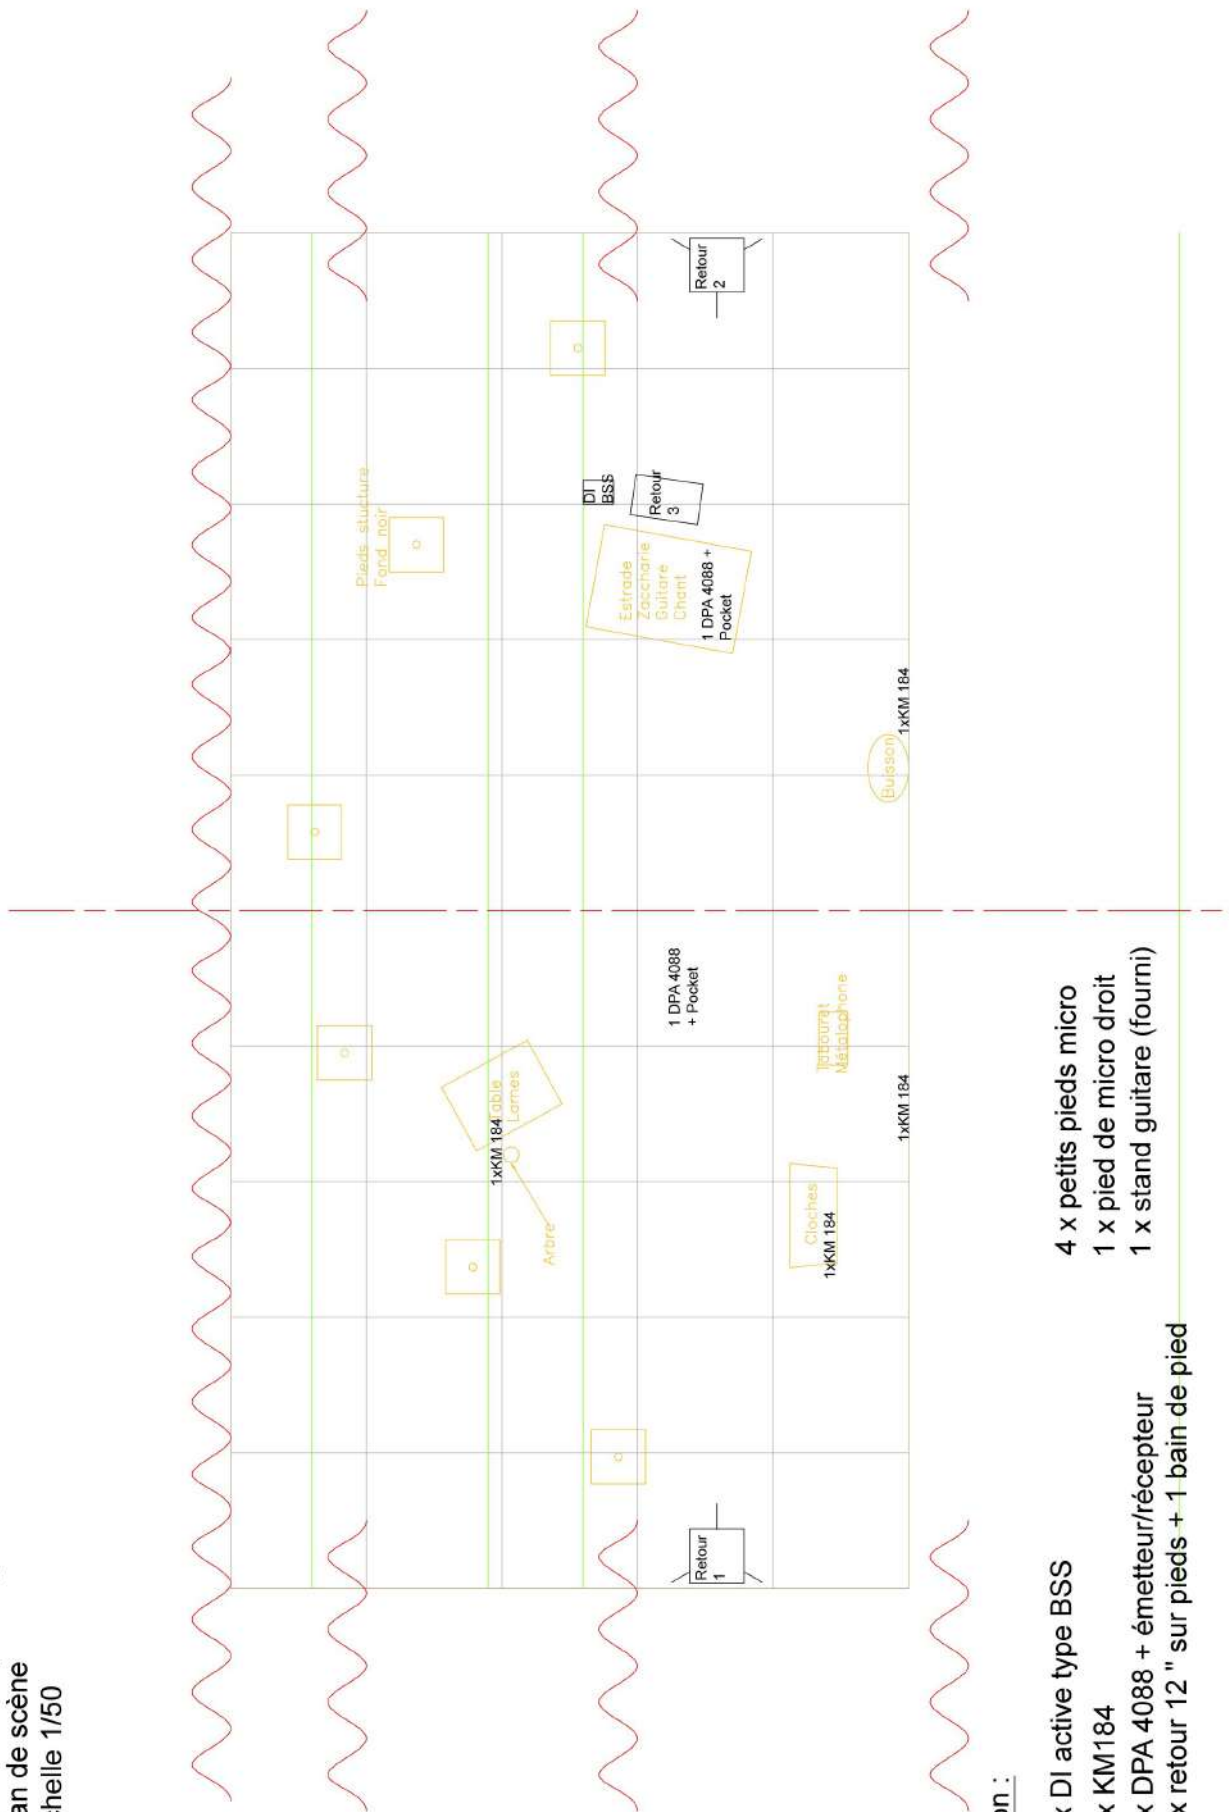 an de scène
chelle 1/50
Pieds stucture
Fond noir
1xKM 184
Table
Lames
Arbre
DI
BSS
Estrade
Zaccharie
Guitare
Chant
1 DPA 4088 +
Pocket
Retour
3
1 DPA 4088
+ Pocket
Retour
1
Retour
2
Cloches
1xKM 184
Tabouret
Métalophone
Buisson
1xKM 184
1xKM 184
on :
x DI active type BSS
x KM184
x DPA 4088 + émetteur/récepteur
x retour 12 " sur pieds + 1 bain de pied
4 x petits pieds micro
1 x pied de micro droit
1 x stand guitare (fourni)